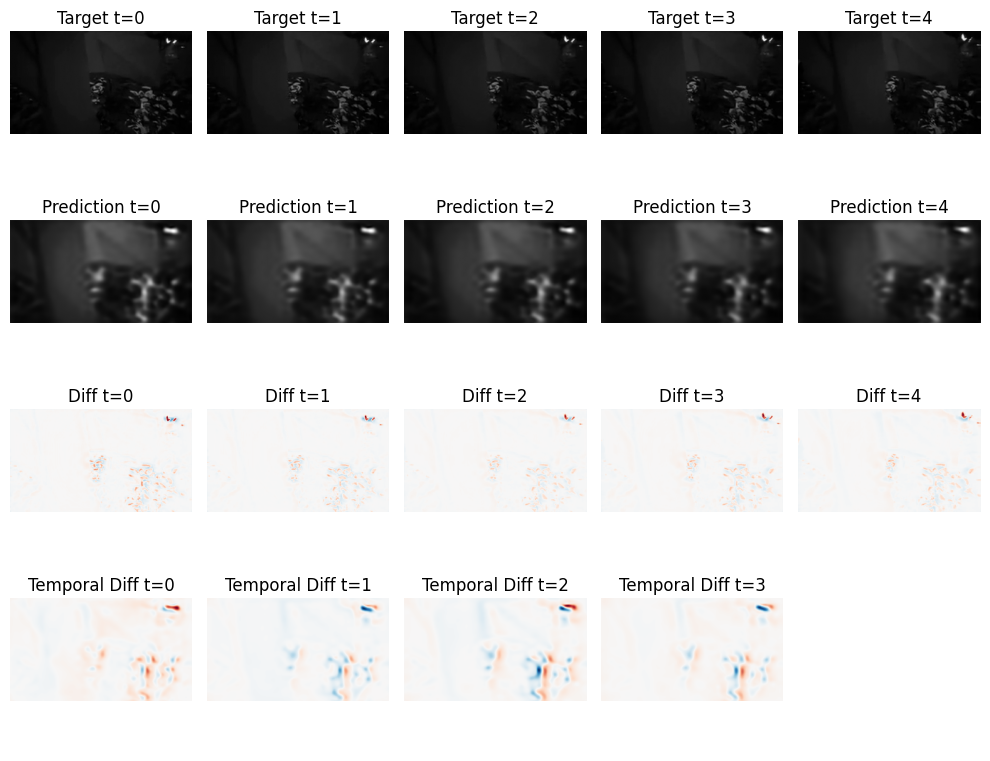 Target t=0 Target t=1 Target t=2 Target t=3 Target t=4
Prediction t=0 Prediction t=1 Prediction t=2 Prediction t=3 Prediction t=4
Diff t=0 Diff t=1 Diff t=2 Diff t=3 Diff t=4
Temporal Diff t=0 Temporal Diff t=1 Temporal Diff t=2 Temporal Diff t=3